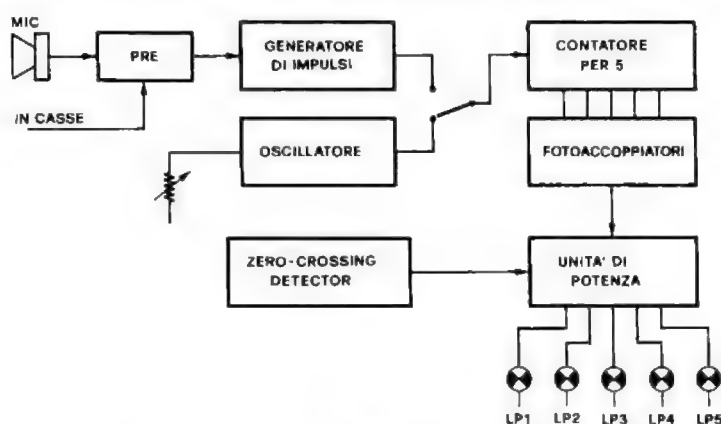 MIC
PRE
IN CASSE
GENERATORE
DI IMPULSI
OSCILLATORE
CONTATORE
PER 5
FOTOACCOPPIATORI
ZERO-CROSSING
DETECTOR
UNITA' DI
POTENZA
LP1 LP2 LP3 LP4 LP5